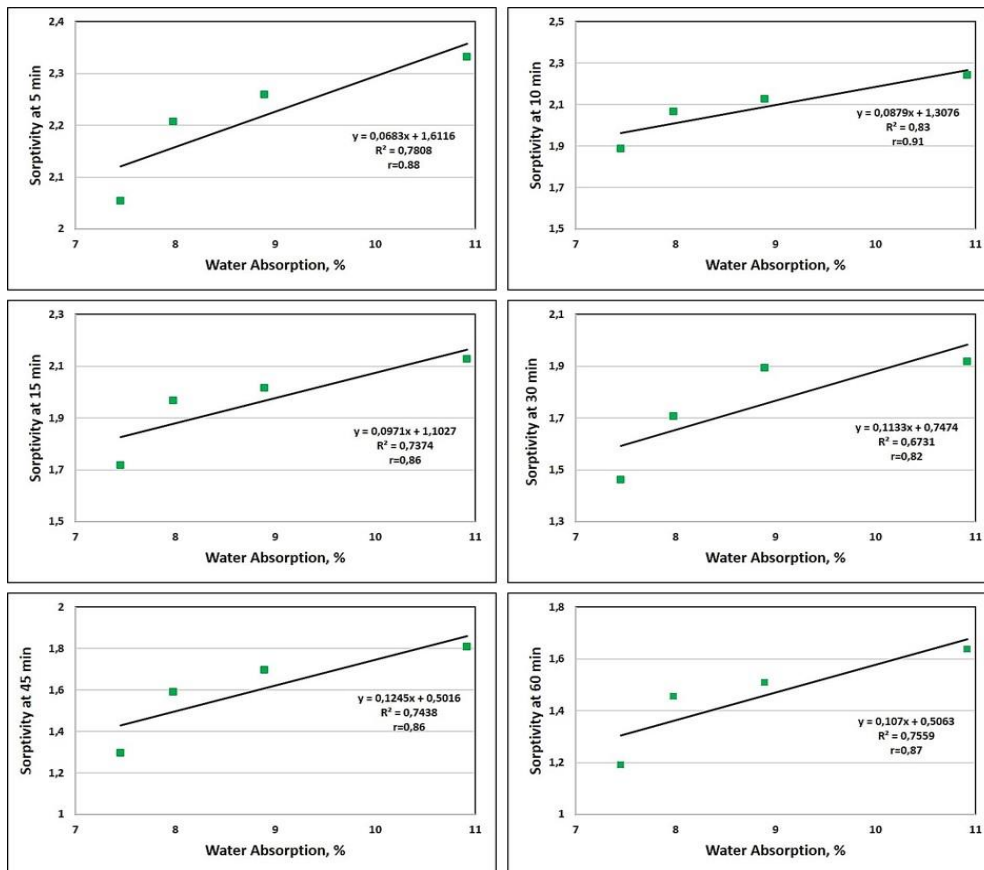 Sorptivity at 5 min
2,4
2,3
2,2
2,1
2
y = 0,0683x + 1,6116
R² = 0,7808
r=0.88
7 8 9 10 11
Water Absorption, %
Sorptivity at 10 min
2,5
2,3
2,1
1,9
1,7
1,5
y = 0,0879x + 1,3076
R² = 0,83
r=0.91
7 8 9 10 11
Water Absorption, %
Sorptivity at 15 min
2,3
2,1
1,9
1,7
1,5
y = 0,0971x + 1,1027
R² = 0,7374
r=0,86
7 8 9 10 11
Water Absorption, %
Sorptivity at 30 min
2,1
1,9
1,7
1,5
1,3
y = 0,1133x + 0,7474
R² = 0,6731
r=0,82
7 8 9 10 11
Water Absorption, %
Sorptivity at 45 min
2
1,8
1,6
1,4
1,2
1
y = 0,1245x + 0,5016
R² = 0,7438
r=0,86
7 8 9 10 11
Water Absorption, %
Sorptivity at 60 min
1,8
1,6
1,4
1,2
1
y = 0,107x + 0,5063
R² = 0,7559
r=0,87
7 8 9 10 11
Water Absorption, %